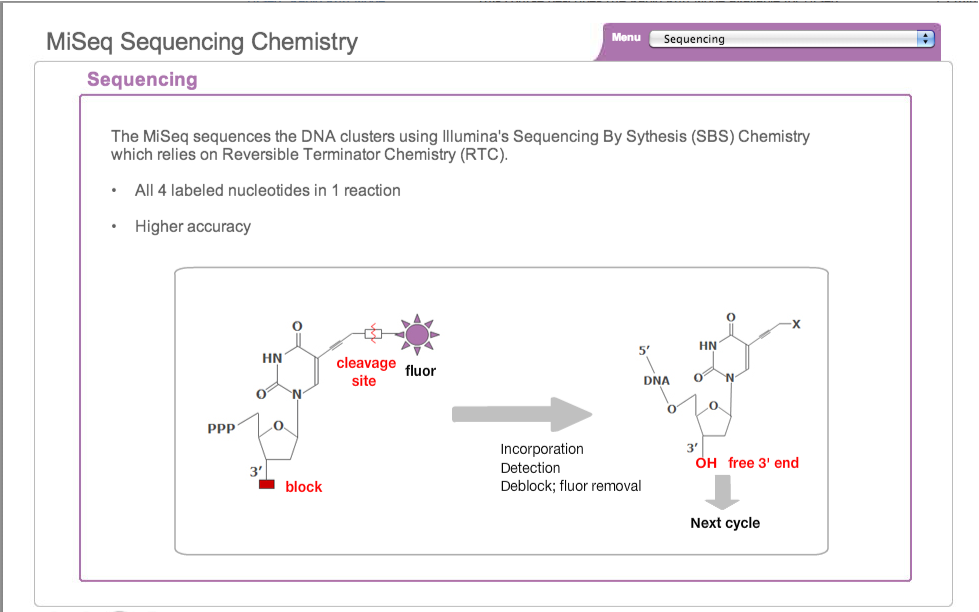 MiSeq Sequencing Chemistry
Menu
Sequencing
Sequencing
The MiSeq sequences the DNA clusters using Illumina's Sequencing By Sythesis (SBS) Chemistry
which relies on Reversible Terminator Chemistry (RTC).
• All 4 labeled nucleotides in 1 reaction
• Higher accuracy
O
HN
O
N
cleavage
site
fluor
PPP
O
3′
block
Incorporation
Detection
Deblock; fluor removal
O
X
HN
O
N
5′
DNA
O
O
3′
OH free 3' end
Next cycle